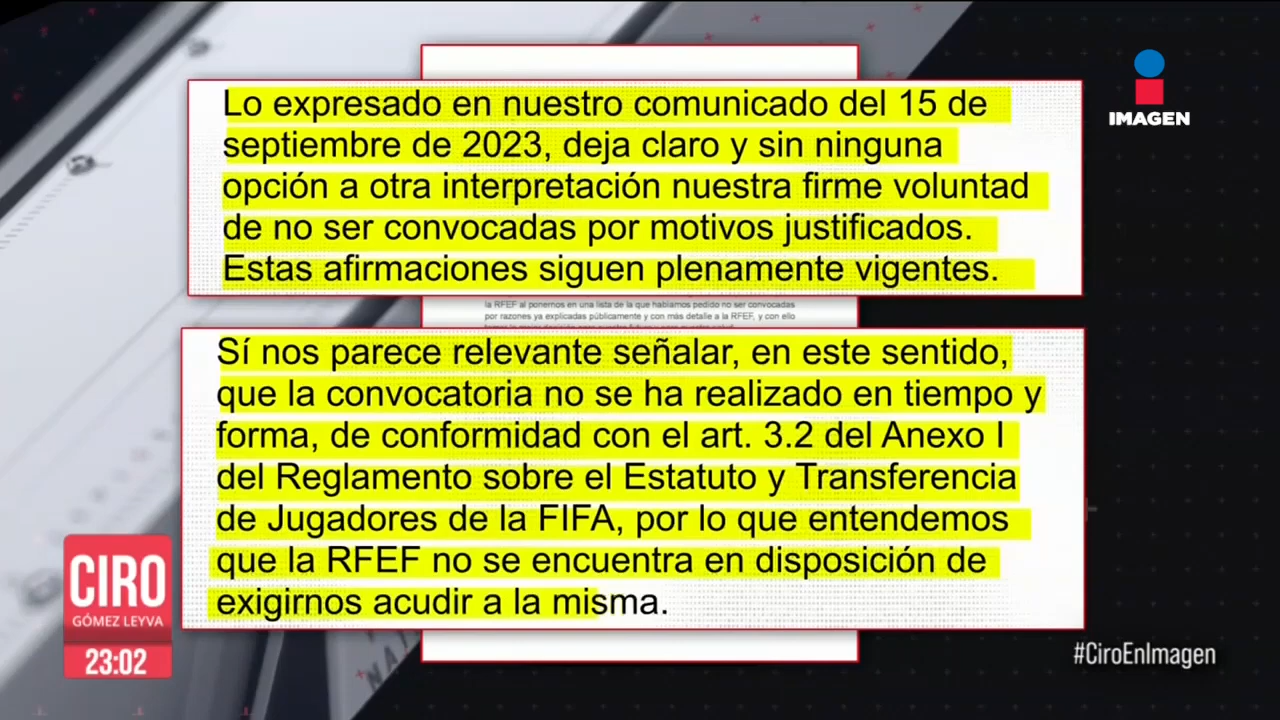 Lo expresado en nuestro comunicado del 15 de
septiembre de 2023, deja claro y sin ninguna
opción a otra interpretación nuestra firme voluntad
de no ser convocadas por motivos justificados.
Estas afirmaciones siguen plenamente vigentes.
IMAGEN
la RFEF al ponernos en una lista de la que habíamos pedido no ser convocadas
por razones ya explicadas públicamente y con más detalle a la RFEF, y con ello
Sí nos parece relevante señalar, en este sentido,
que la convocatoria no se ha realizado en tiempo y
forma, de conformidad con el art. 3.2 del Anexo I
del Reglamento sobre el Estatuto y Transferencia
de Jugadores de la FIFA, por lo que entendemos
que la RFEF no se encuentra en disposición de
exigirnos acudir a la misma.
CIRO
GÓMEZ LEYVA
23:02
#CiroEnImagen